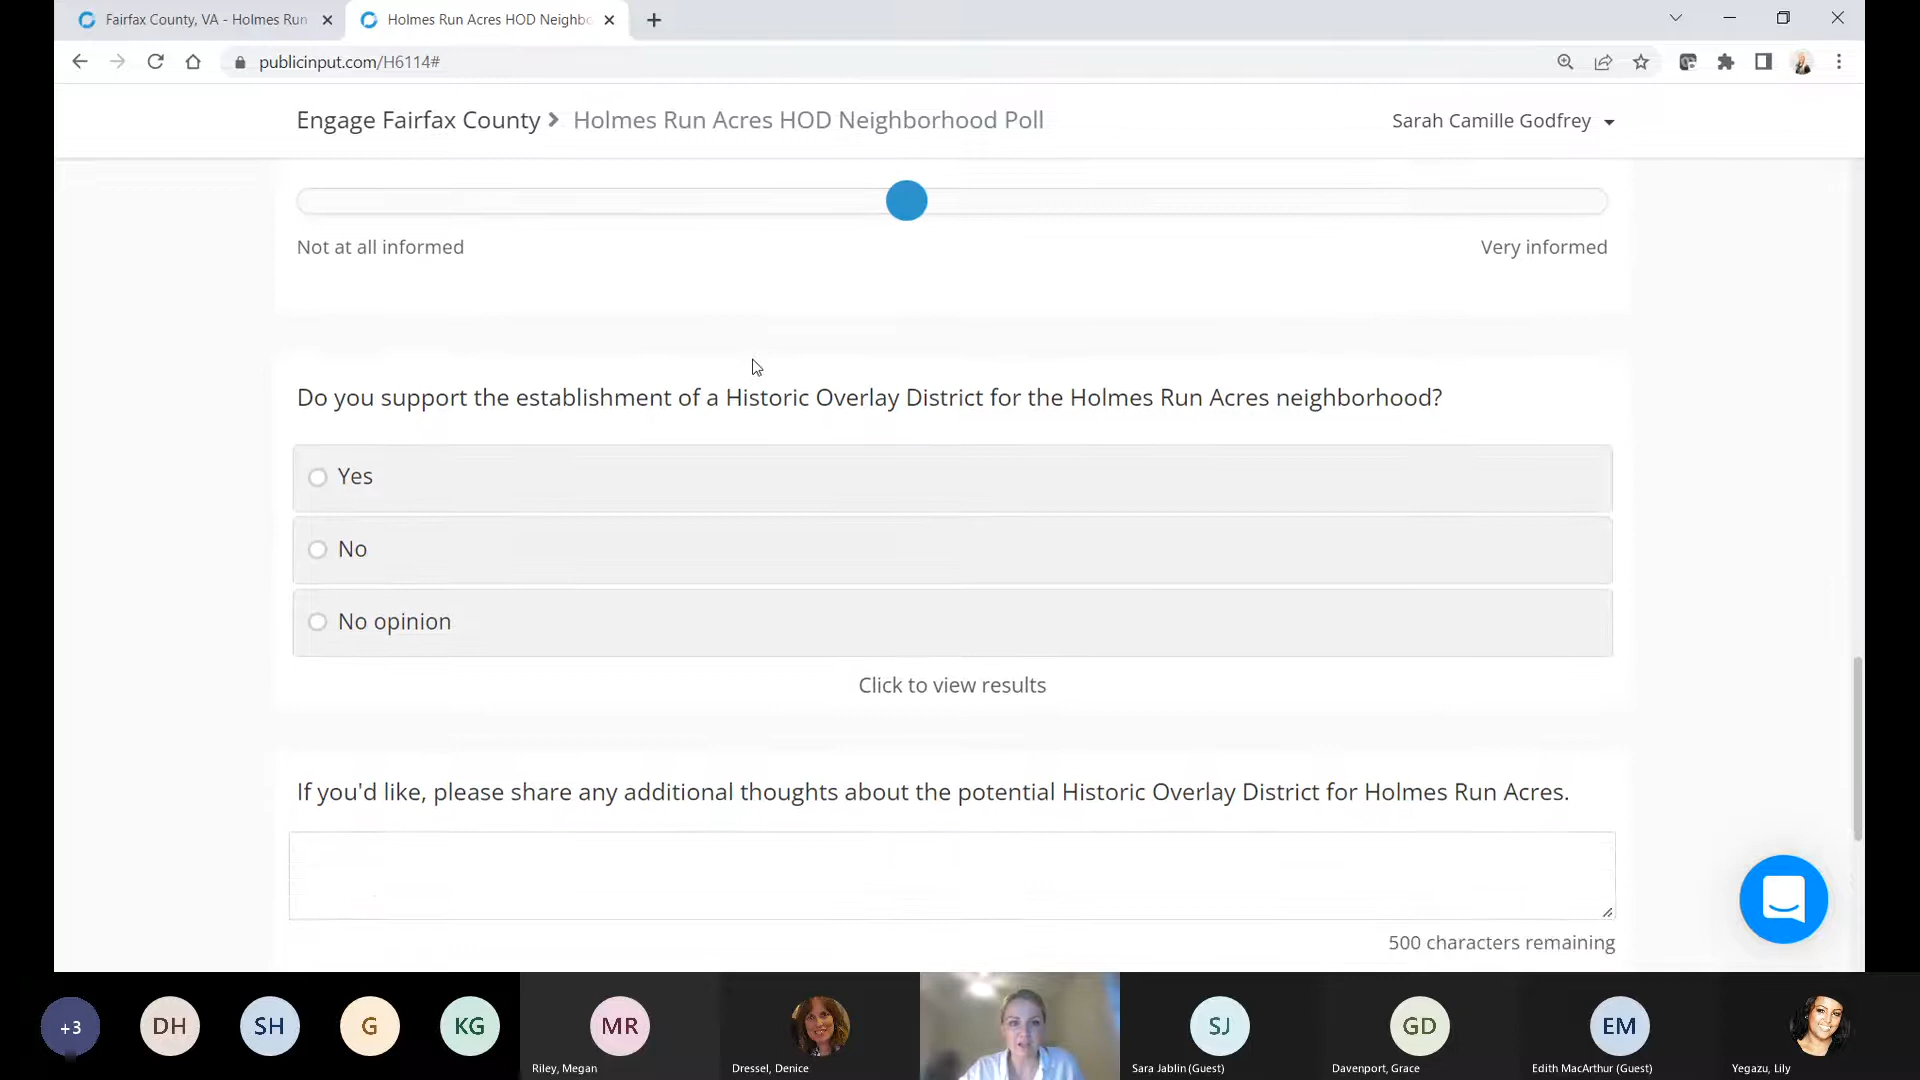 Fairfax County, VA - Holmes Run
Holmes Run Acres HOD Neighbo
publicinput.com/H6114#
Engage Fairfax County > Holmes Run Acres HOD Neighborhood Poll
Sarah Camille Godfrey
Not at all informed
Very informed
Do you support the establishment of a Historic Overlay District for the Holmes Run Acres neighborhood?
Yes
No
No opinion
Click to view results
If you'd like, please share any additional thoughts about the potential Historic Overlay District for Holmes Run Acres.
500 characters remaining
+3
DH
SH
G
KG
MR
Riley, Megan
Dressel, Denice
SJ
Sara Jablin (Guest)
GD
Davenport, Grace
EM
Edith MacArthur (Guest)
Yegazu, Lily